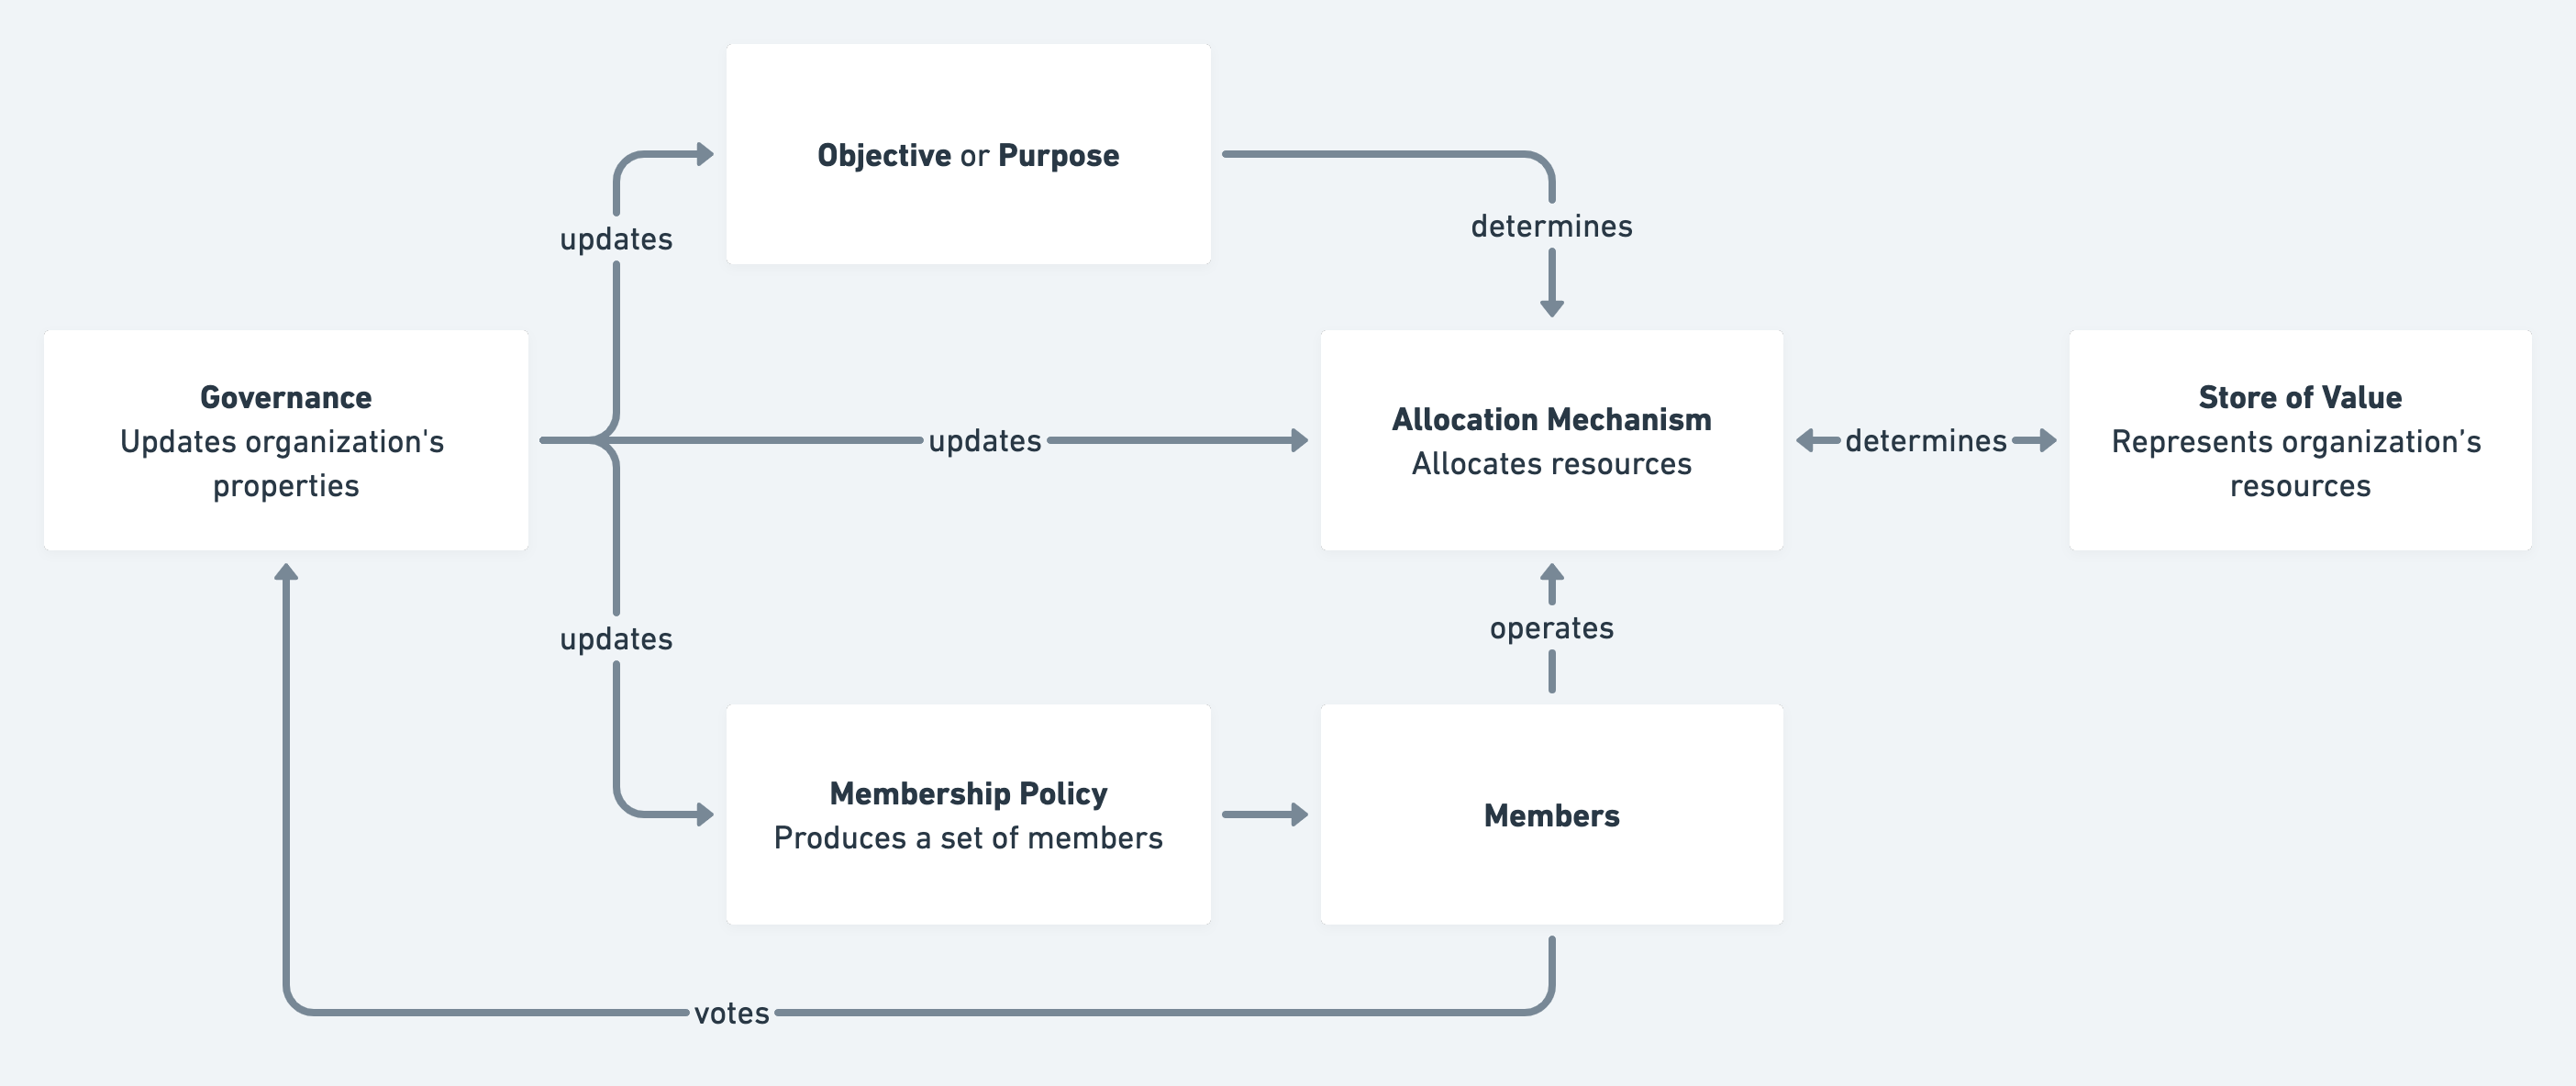 Objective or Purpose
updates
determines
Governance
Updates organization's
properties
updates
Allocation Mechanism
Allocates resources
determines
Store of Value
Represents organization’s
resources
updates
operates
Membership Policy
Produces a set of members
Members
votes